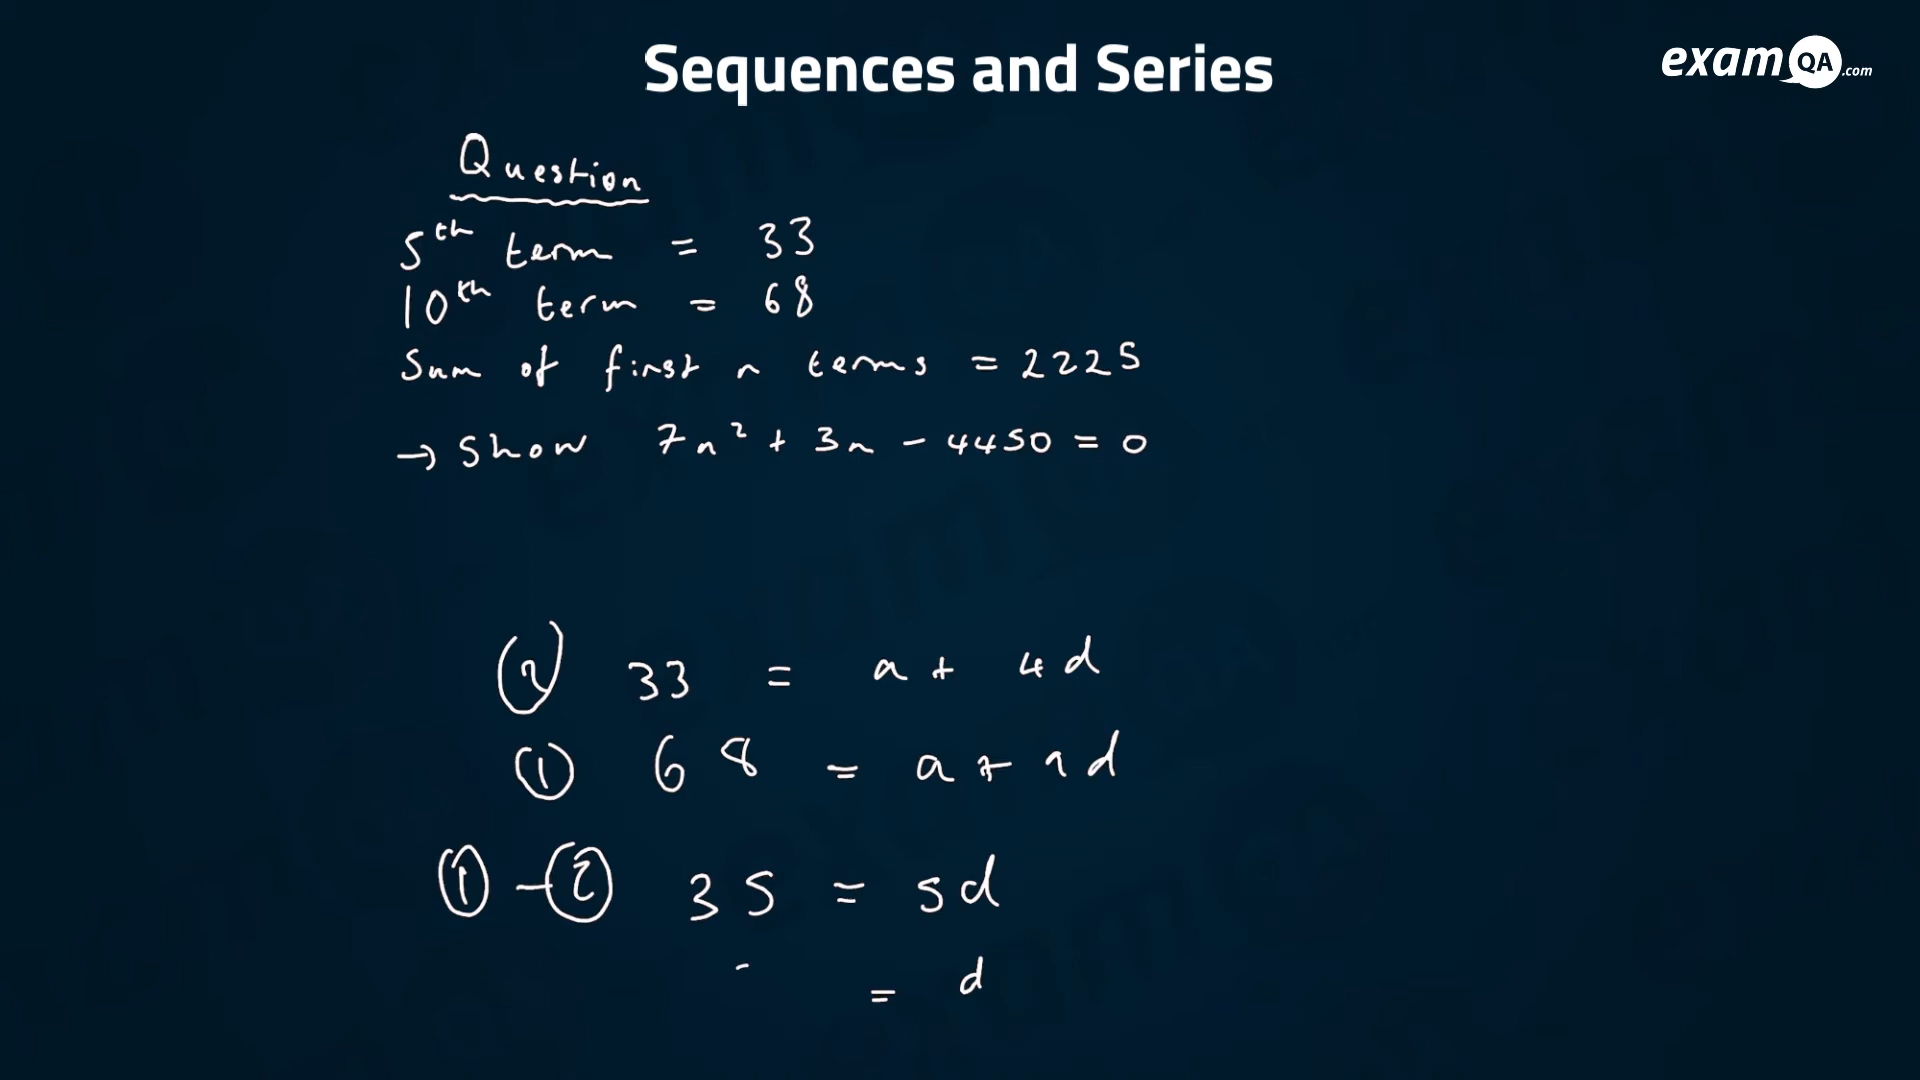 Sequences and Series
examQA.com
Question
5th term = 33
10th term = 68
Sum of first n terms = 2225
→ Show 7n² + 3n - 4450 = 0
② 33 = a + 4d
① 68 = a + 9d
① - ② 35 = 5d
= d